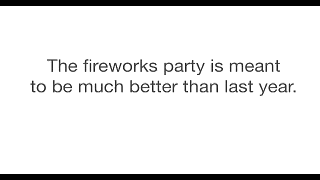 The fireworks party is meant
to be much better than last year.